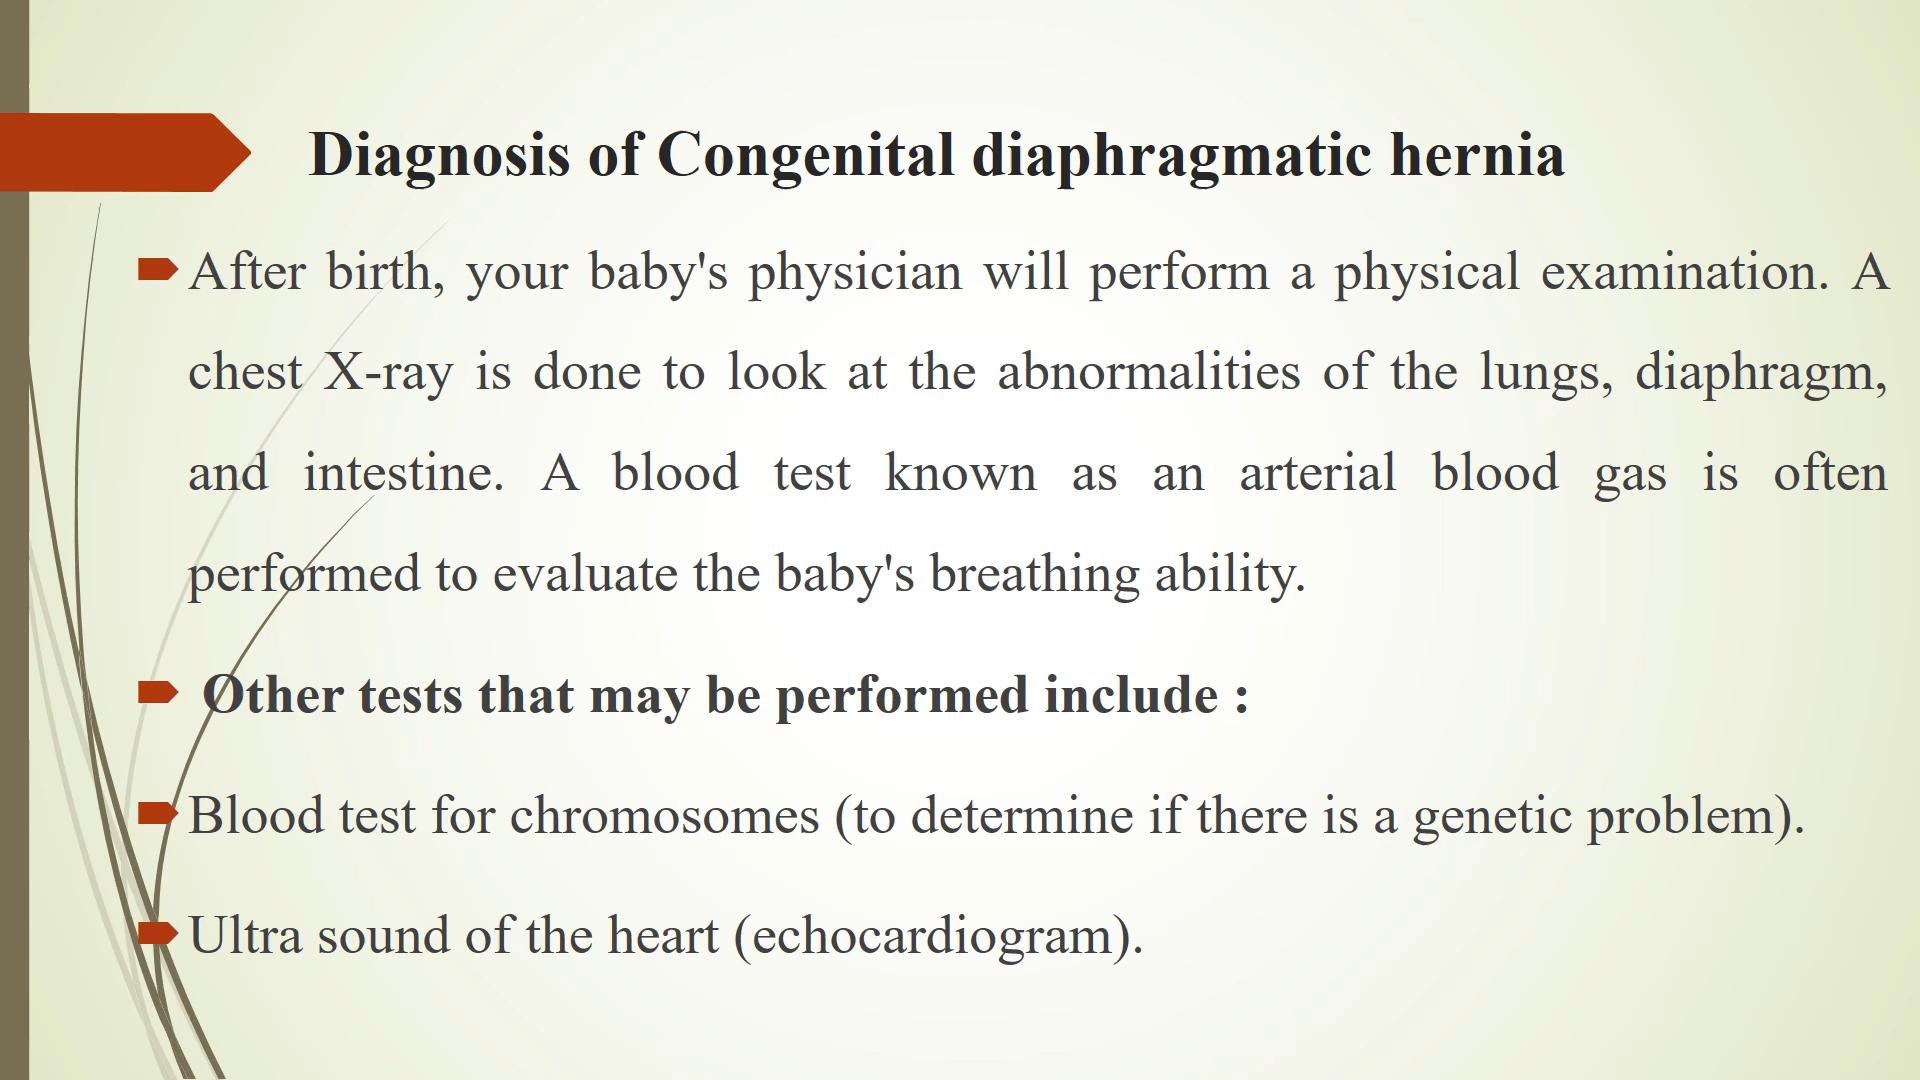 Diagnosis of Congenital diaphragmatic hernia
After birth, your baby's physician will perform a physical examination. A
chest X-ray is done to look at the abnormalities of the lungs, diaphragm,
and intestine. A blood test known as an arterial blood gas is often
performed to evaluate the baby's breathing ability.
Other tests that may be performed include :
Blood test for chromosomes (to determine if there is a genetic problem).
Ultra sound of the heart (echocardiogram).